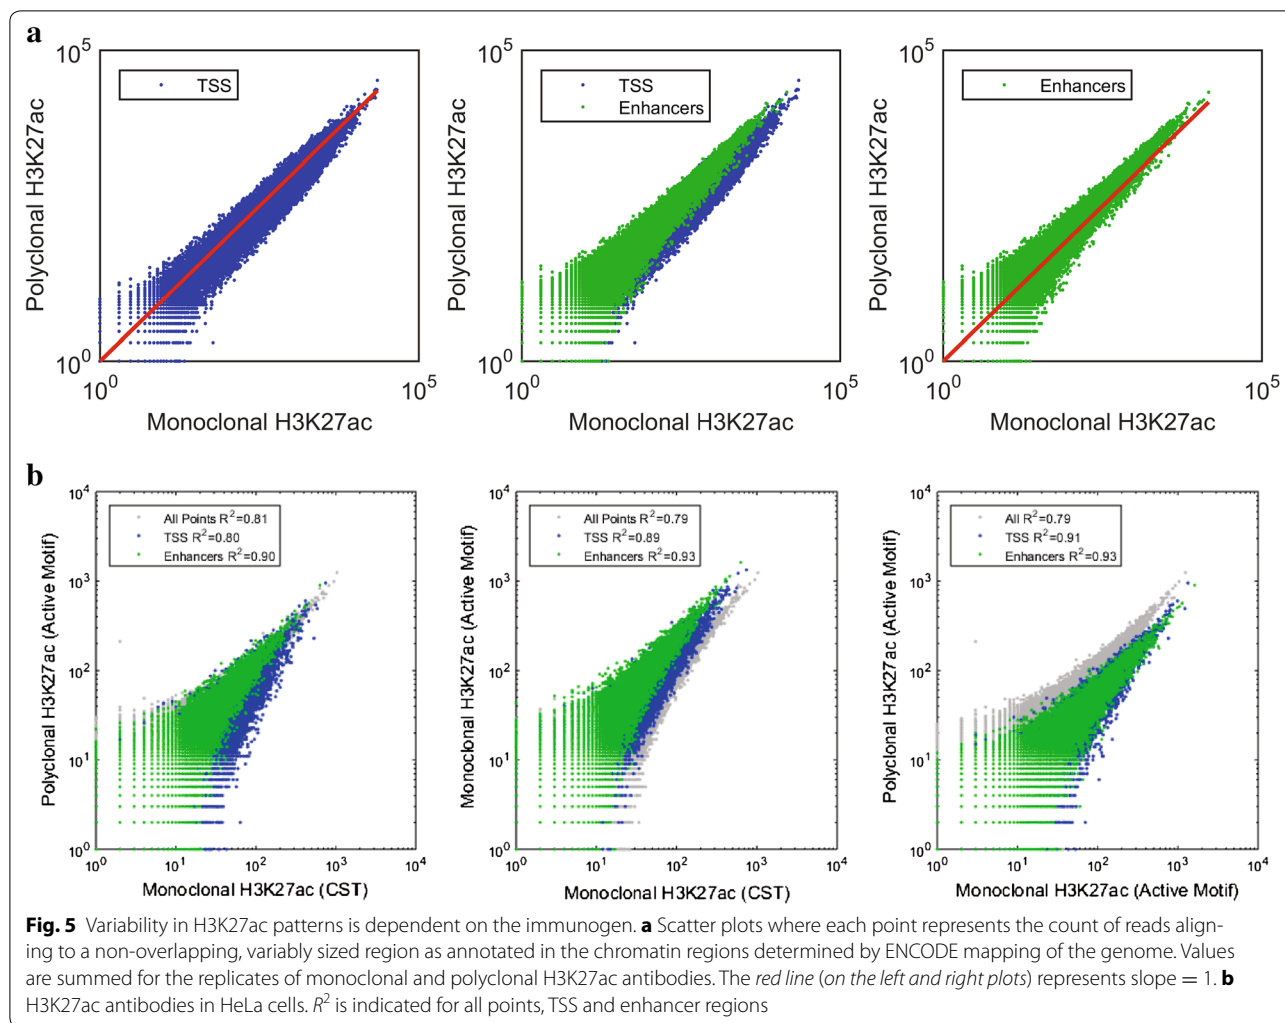 a
10^5
TSS
Polyclonal H3K27ac
10^0
10^0
10^5
Monoclonal H3K27ac
10^5
TSS
Enhancers
Polyclonal H3K27ac
10^0
10^0
10^5
Monoclonal H3K27ac
10^5
Enhancers
Polyclonal H3K27ac
10^0
10^0
10^5
Monoclonal H3K27ac
b
10^4
10^3
10^2
10^1
10^0
All Points R^2=0.81
TSS R^2=0.80
Enhancers R^2=0.90
Polyclonal H3K27ac (Active Motif)
10^0 10^1 10^2 10^3 10^4
Monoclonal H3K27ac (CST)
10^4
10^3
10^2
10^1
10^0
All Points R^2=0.79
TSS R^2=0.89
Enhancers R^2=0.93
Monoclonal H3K27ac (Active Motif)
10^0 10^1 10^2 10^3 10^4
Monoclonal H3K27ac (CST)
10^4
10^3
10^2
10^1
10^0
All R^2=0.79
TSS R^2=0.91
Enhancers R^2=0.93
Polyclonal H3K27ac (Active Motif)
10^0 10^1 10^2 10^3 10^4
Monoclonal H3K27ac (Active Motif)
Fig. 5 Variability in H3K27ac patterns is dependent on the immunogen. a Scatter plots where each point represents the count of reads align-
ing to a non-overlapping, variably sized region as annotated in the chromatin regions determined by ENCODE mapping of the genome. Values
are summed for the replicates of monoclonal and polyclonal H3K27ac antibodies. The red line (on the left and right plots) represents slope = 1. b
H3K27ac antibodies in HeLa cells. R^2 is indicated for all points, TSS and enhancer regions